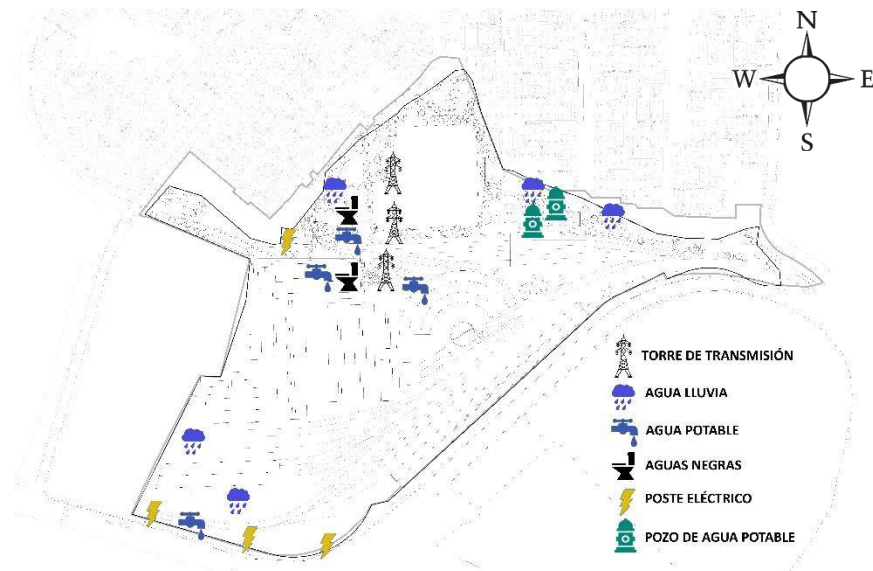 N
W E
S
TORRE DE TRANSMISIÓN
AGUA LLUVIA
AGUA POTABLE
AGUAS NEGRAS
POSTE ELÉCTRICO
POZO DE AGUA POTABLE